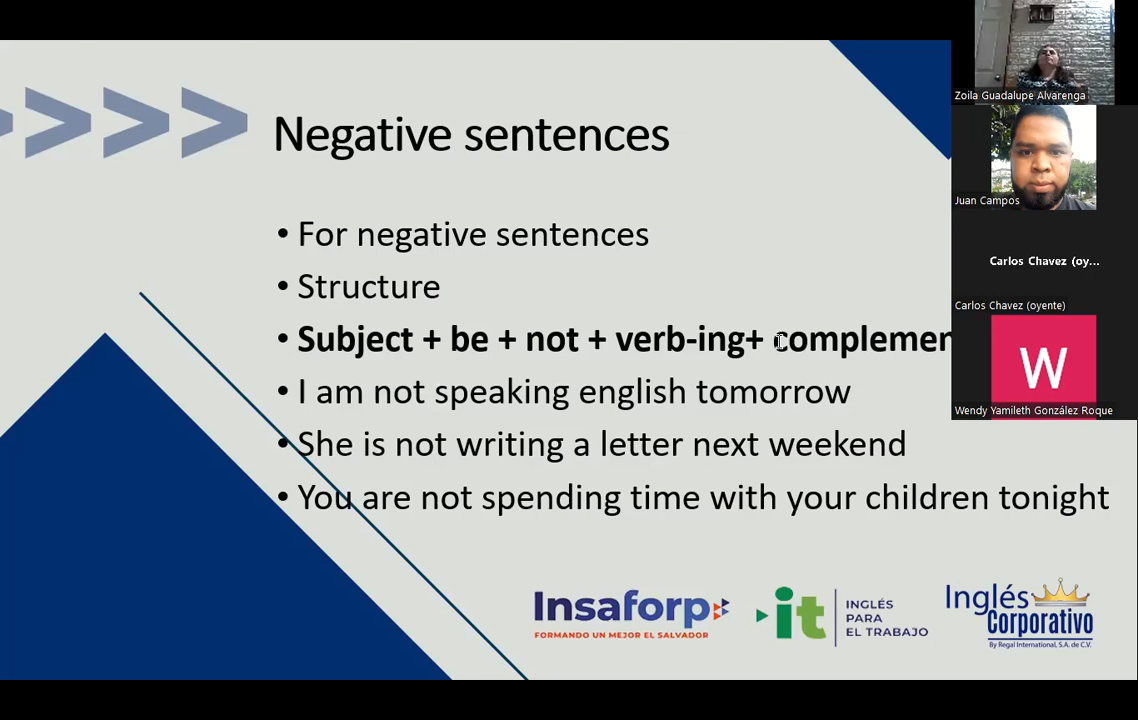 Negative sentences
• For negative sentences
• Structure
• Subject + be + not + verb-ing+ complemen
• I am not speaking english tomorrow
• She is not writing a letter next weekend
• You are not spending time with your children tonight
Insaforp
FORMANDO UN MEJOR EL SALVADOR
it
INGLÉS
PARA
EL TRABAJO
Inglés
Corporativo
By Regal International, S.A. de C.V.
Zoila Guadalupe Alvarenga
Juan Campos
Carlos Chavez (oy...
Carlos Chavez (oyente)
W
Wendy Yamileth González Roque